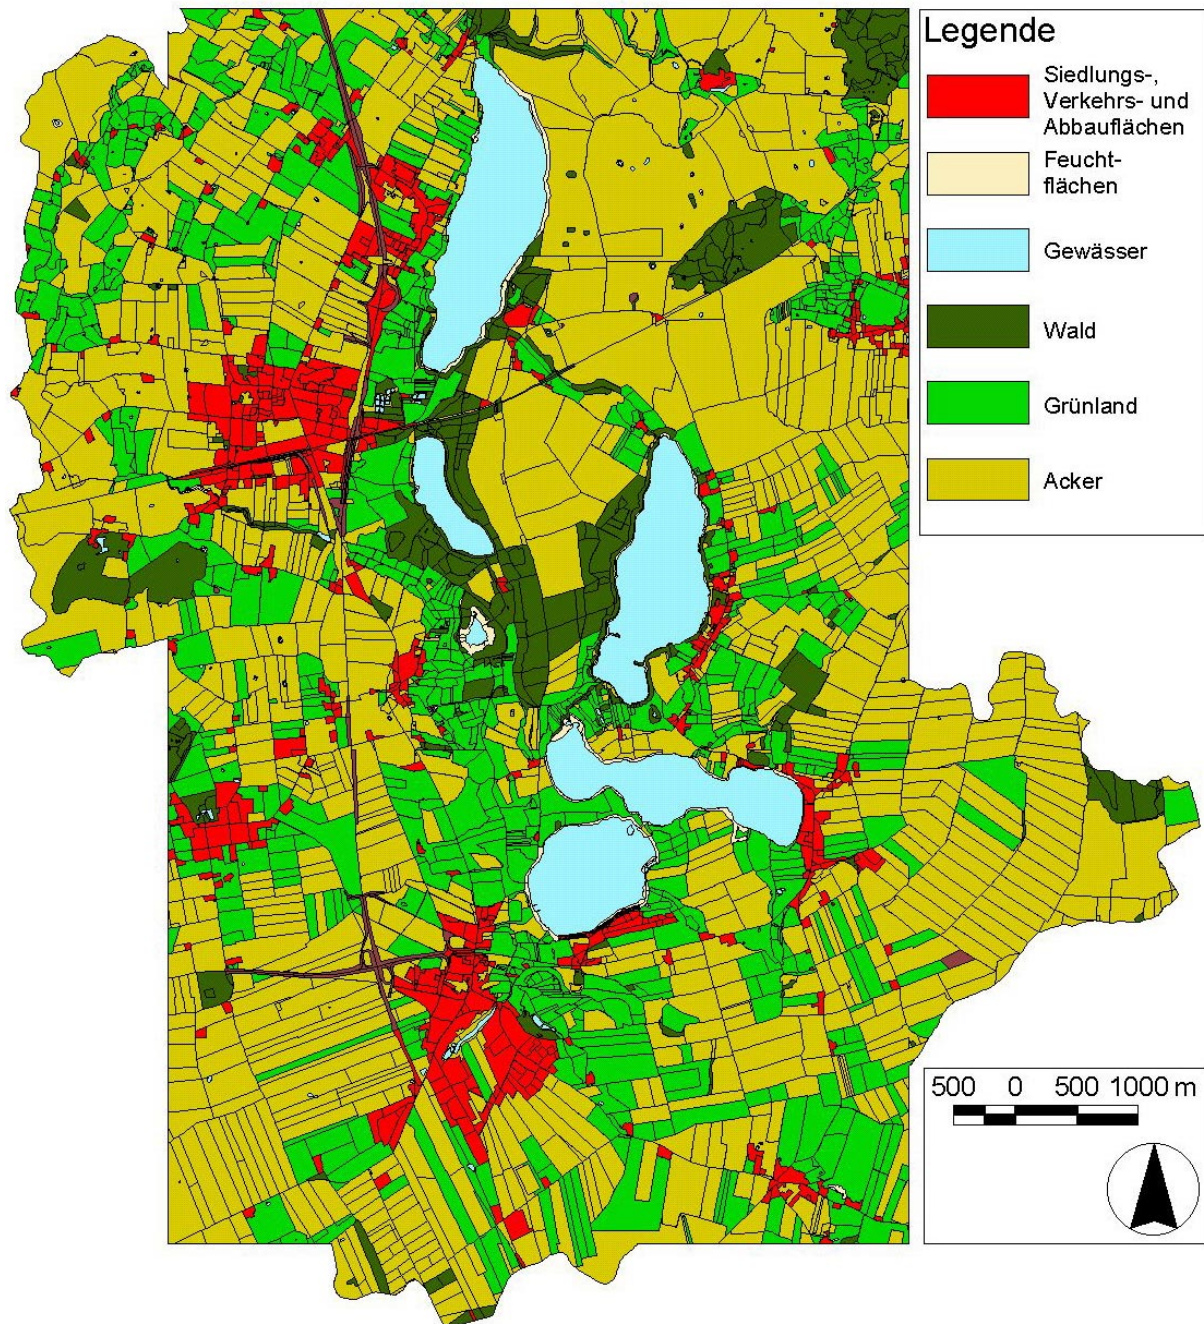 Legende
Siedlungs-,
Verkehrs- und
Abbauflächen
Feucht-
flächen
Gewässer
Wald
Grünland
Acker
500 0 500 1000 m